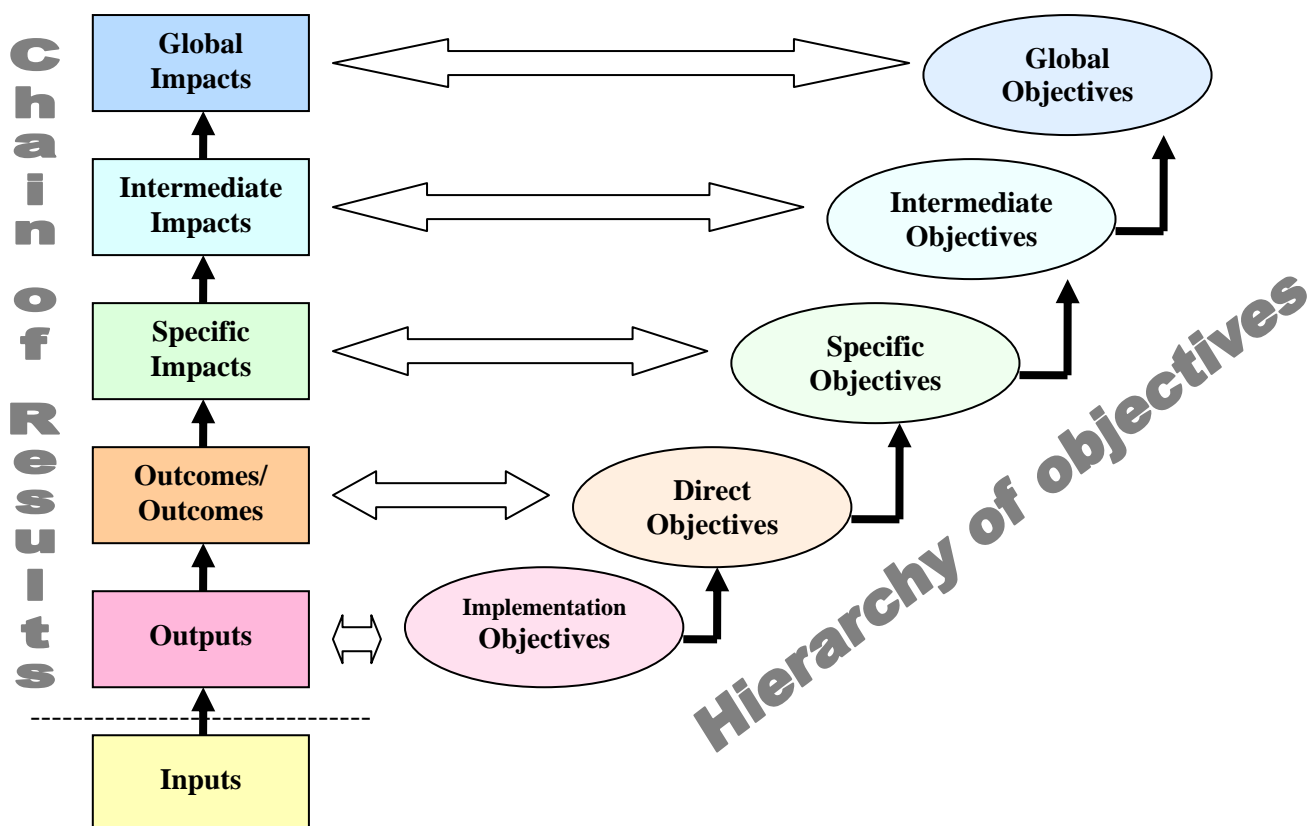 Chain of Results
Global
Impacts
Global
Objectives
Intermediate
Impacts
Intermediate
Objectives
Specific
Impacts
Specific
Objectives
Outcomes/
Outcomes
Direct
Objectives
Outputs
Implementation
Objectives
Inputs
Hierarchy of objectives